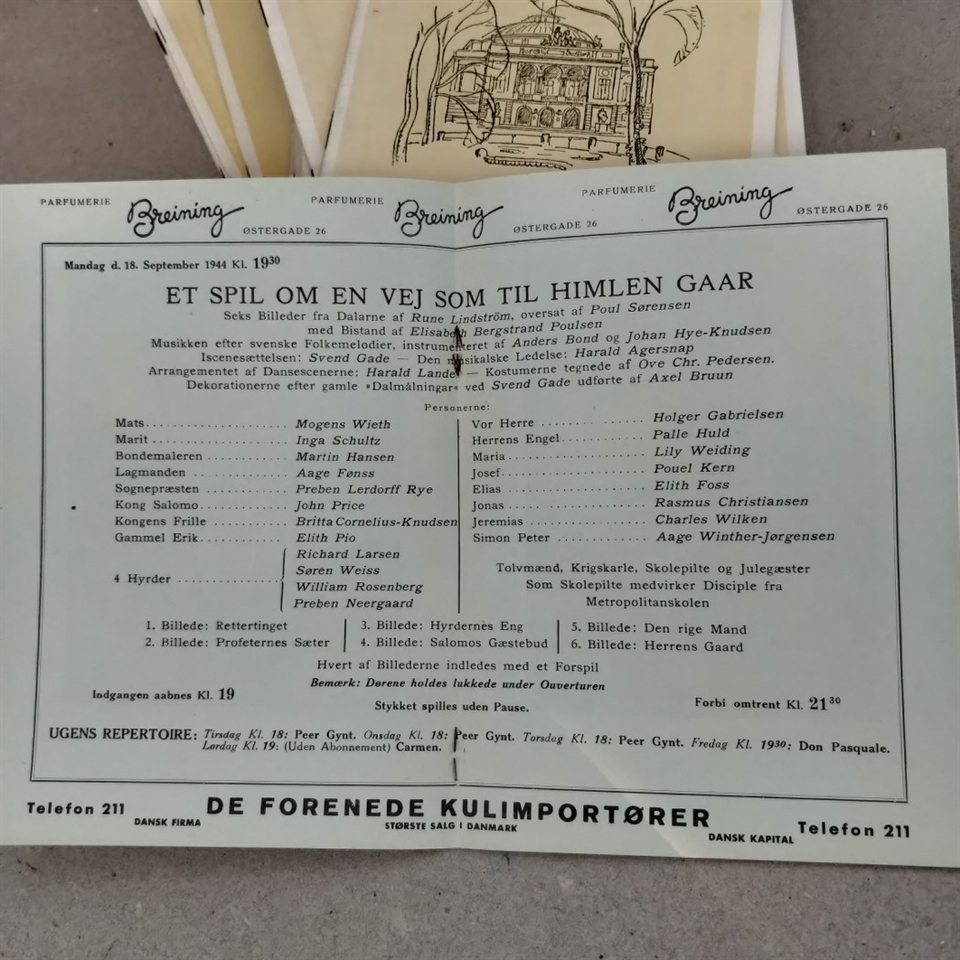 PARFUMERIE Breining ØSTERGADE 26 PARFUMERIE Breining ØSTERGADE 26 PARFUMERIE Breining ØSTERGADE 26
Mandag d. 18. September 1944 Kl. 19³⁰
ET SPIL OM EN VEJ SOM TIL HIMLEN GAAR
Seks Billeder fra Dalarne af Rune Lindström, oversat af Poul Sørensen
med Bistand af Elisabeth Bergstrand Poulsen
Musikken efter svenske Folkemelodier, instrumenteret af Anders Bond og Johan Hye-Knudsen
Iscenesættelsen: Svend Gade — Den musikalske Ledelse: Harald Agersnap
Arrangementet af Dansescenerne: Harald Lander — Kostumerne tegnede af Ove Chr. Pedersen.
Dekorationerne efter gamle »Dalmålningar« ved Svend Gade udførte af Axel Bruun
Personerne:
Mats..................... Mogens Wieth
Marit..................... Inga Schultz
Bondemaleren........... Martin Hansen
Lagmanden .............. Aage Fønss
Sognepræsten ............ Preben Lerdorff Rye
Kong Salomo............. John Price
Kongens Frille ............ Britta Cornelius-Knudsen
Gammel Erik............. Elith Pio
4 Hyrder ................
Richard Larsen
Søren Weiss
William Rosenberg
Preben Neergaard
Vor Herre ................ Holger Gabrielsen
Herrens Engel............. Palle Huld
Maria..................... Lily Weiding
Josef...................... Pouel Kern
Elias ..................... Elith Foss
Jonas ..................... Rasmus Christiansen
Jeremias .................. Charles Wilken
Simon Peter .............. Aage Winther-Jørgensen
Tolvmænd, Krigskarle, Skolepilte og Julegæster
Som Skolepilte medvirker Disciple fra
Metropolitanskolen
1. Billede: Rettertinget
2. Billede: Profeternes Sæter
3. Billede: Hyrdernes Eng
4. Billede: Salomos Gæstebud
5. Billede: Den rige Mand
6. Billede: Herrens Gaard
Hvert af Billederne indledes med et Forspil
Bemærk: Dørene holdes lukkede under Ouverturen
Indgangen aabnes Kl. 19
Stykket spilles uden Pause.
Forbi omtrent Kl. 21³⁰
UGENS REPERTOIRE: Tirsdag Kl. 18: Peer Gynt. Onsdag Kl. 18: Peer Gynt. Torsdag Kl. 18: Peer Gynt. Fredag Kl. 19³⁰: Don Pasquale.
Lørdag Kl. 19: (Uden Abonnement) Carmen.
Telefon 211 DE FORENEDE KULIMPORTØRER Telefon 211
DANSK FIRMA STØRSTE SALG I DANMARK DANSK KAPITAL